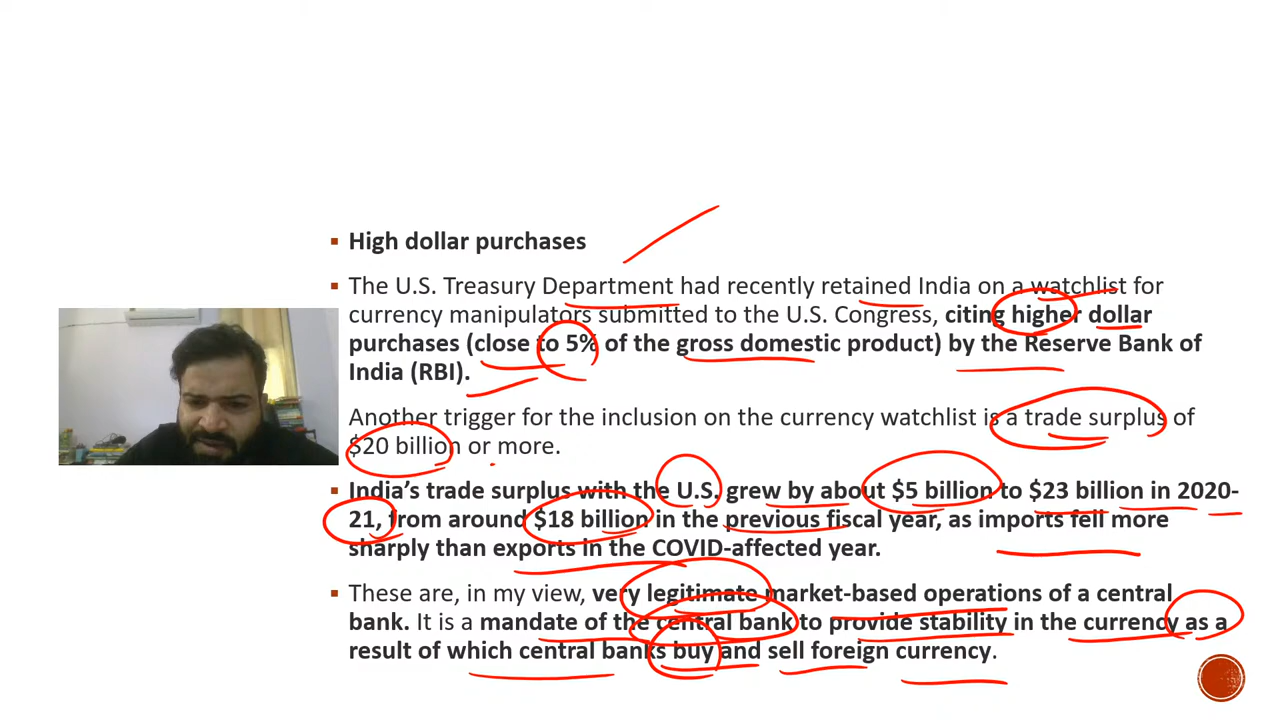 High dollar purchases
The U.S. Treasury Department had recently retained India on a watchlist for
currency manipulators submitted to the U.S. Congress, citing higher dollar
purchases (close to 5% of the gross domestic product) by the Reserve Bank of
India (RBI).
Another trigger for the inclusion on the currency watchlist is a trade surplus of
$20 billion or more.
India’s trade surplus with the U.S. grew by about $5 billion to $23 billion in 2020-
21, from around $18 billion in the previous fiscal year, as imports fell more
sharply than exports in the COVID-affected year.
These are, in my view, very legitimate market-based operations of a central
bank. It is a mandate of the central bank to provide stability in the currency as a
result of which central banks buy and sell foreign currency.